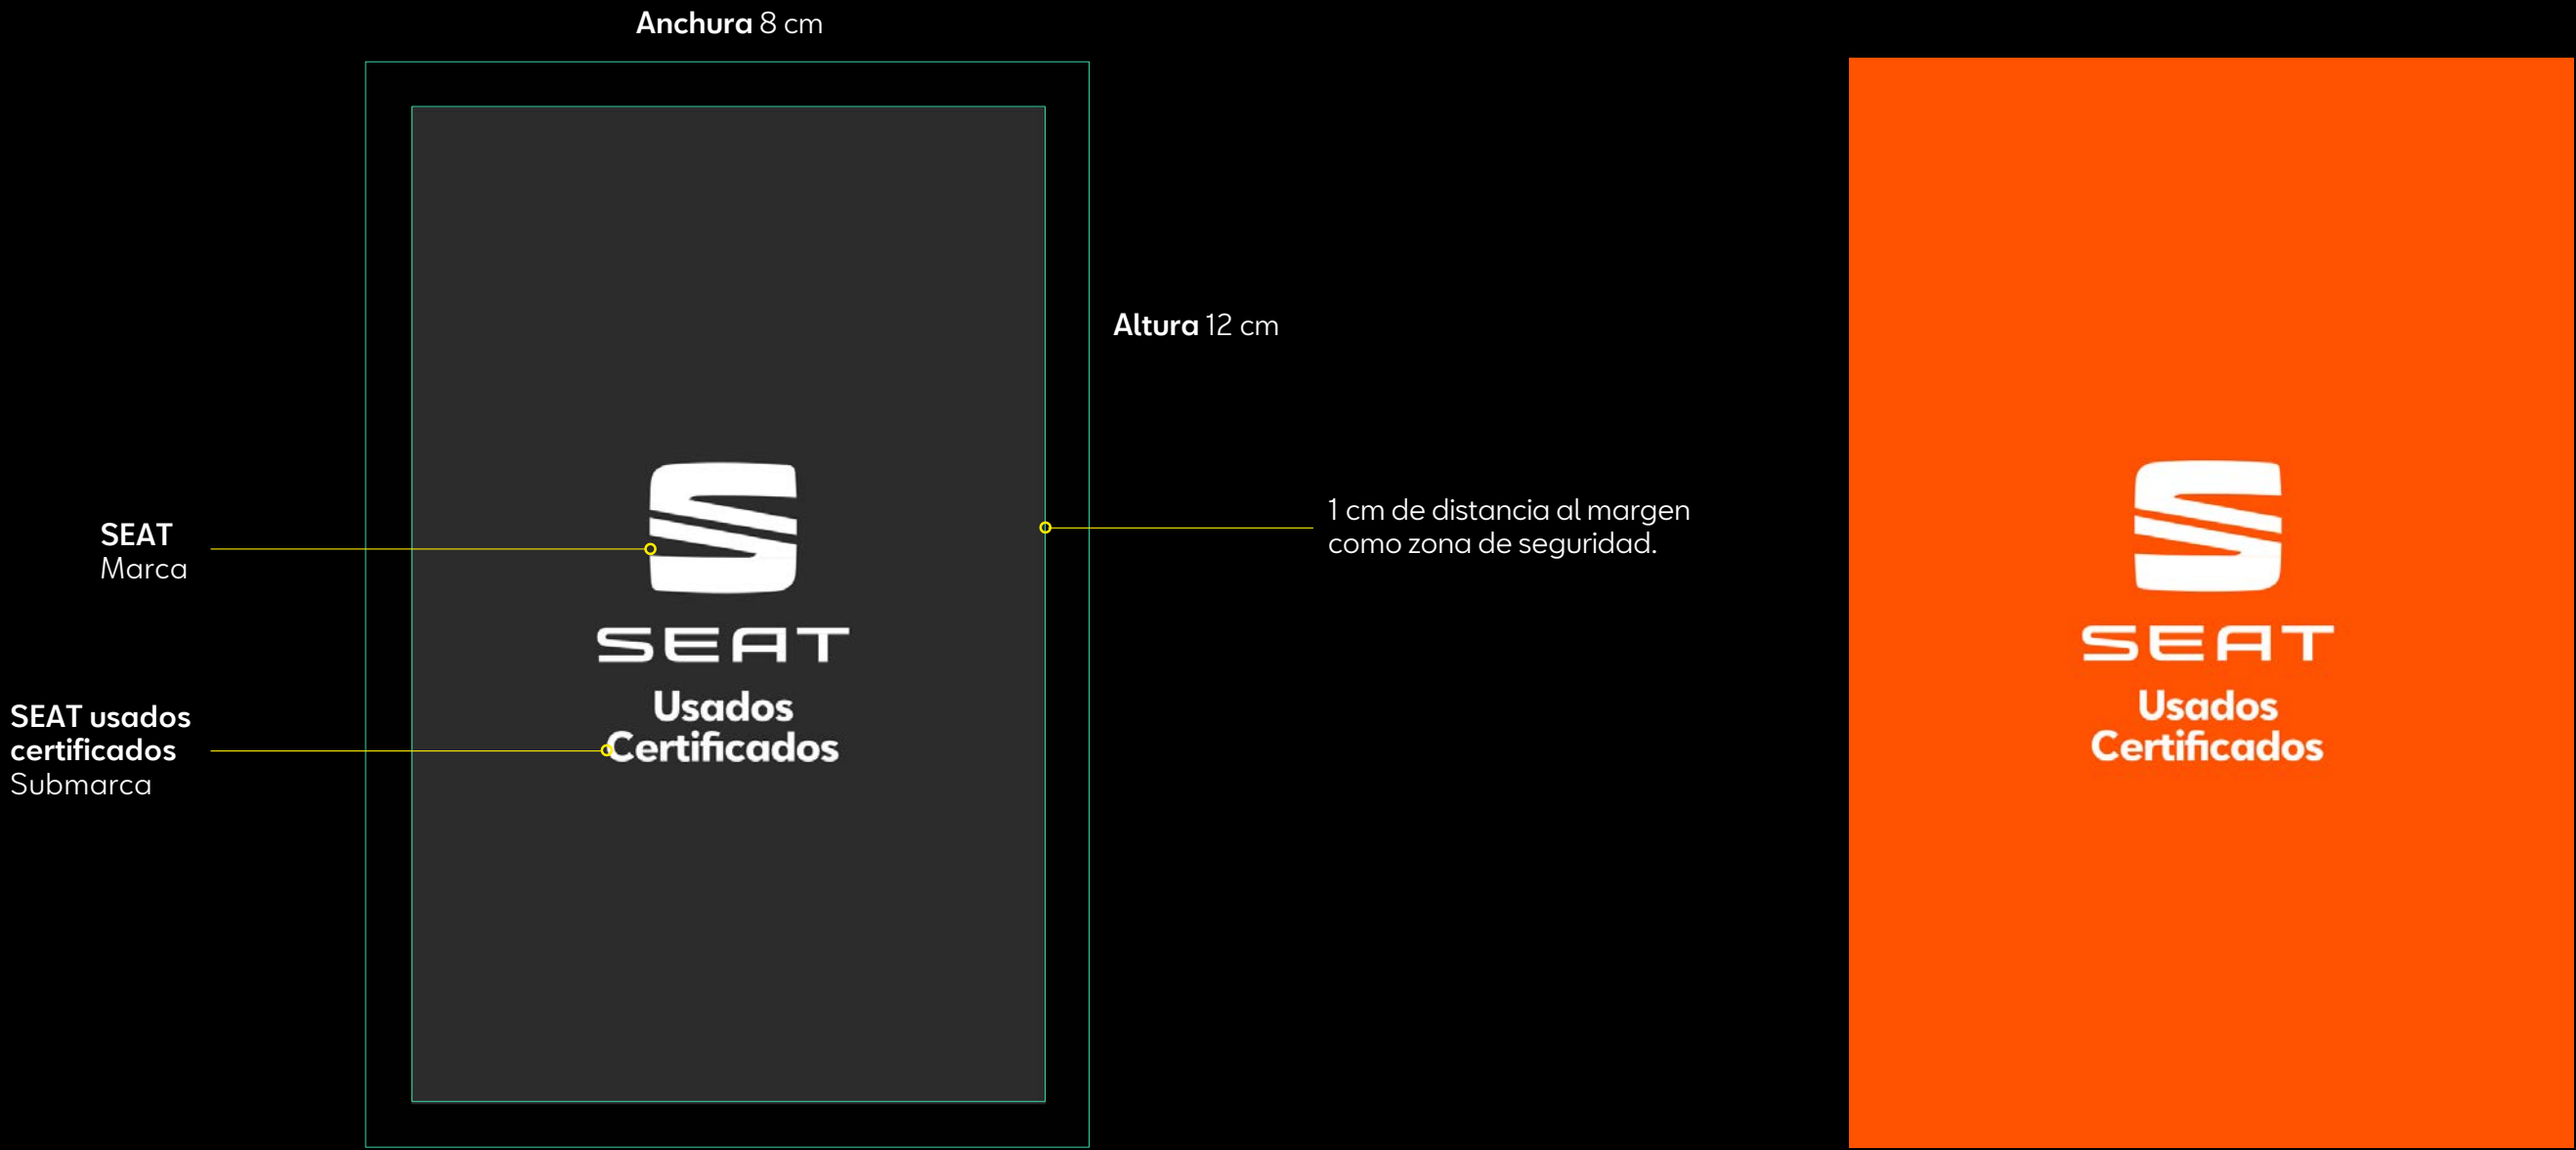 Anchura 8 cm
Altura 12 cm
SEAT
Marca
SEAT usados
certificados
Submarca
SEAT
Usados
Certificados
1 cm de distancia al margen
como zona de seguridad.
SEAT
Usados
Certificados